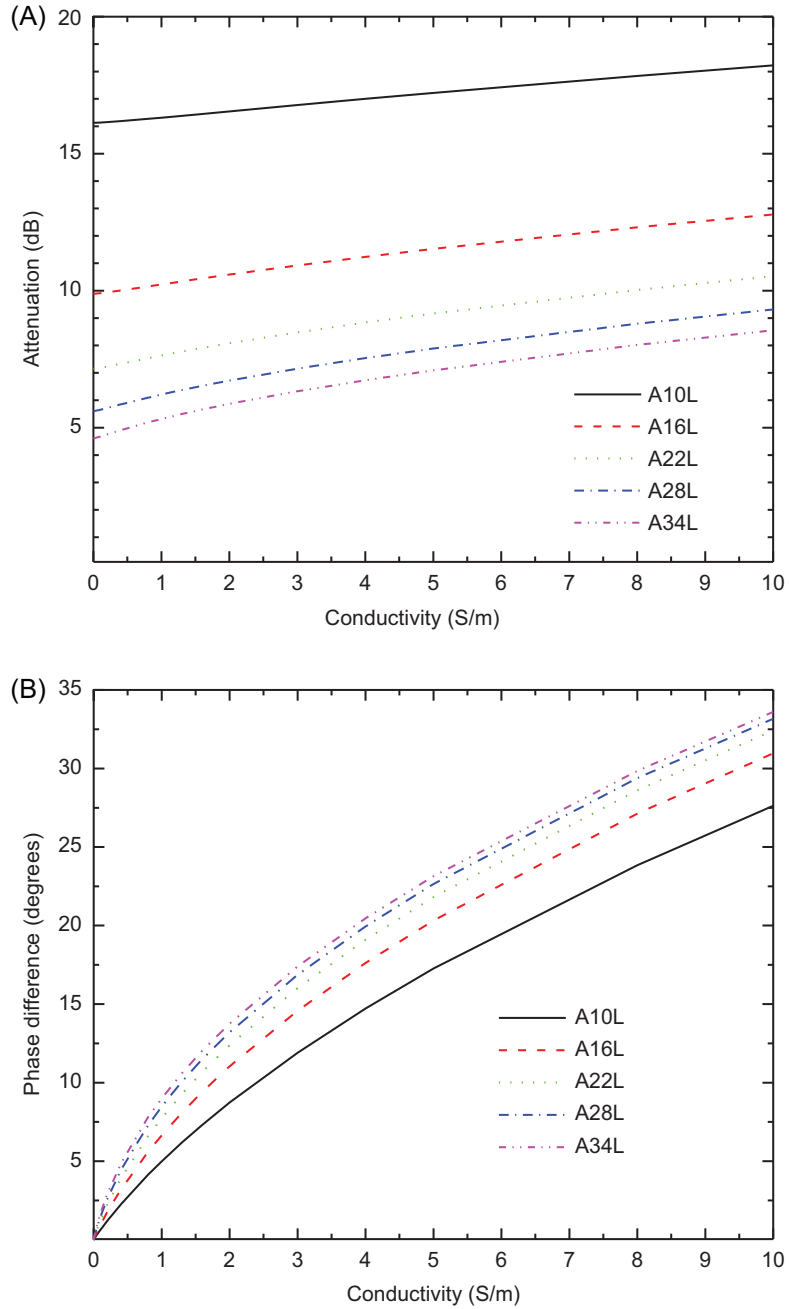 (A)
20
15
10
5
Attenuation (dB)
A10L
A16L
A22L
A28L
A34L
0 1 2 3 4 5 6 7 8 9 10
Conductivity (S/m)
(B)
35
30
25
20
15
10
5
Phase difference (degrees)
A10L
A16L
A22L
A28L
A34L
0 1 2 3 4 5 6 7 8 9 10
Conductivity (S/m)